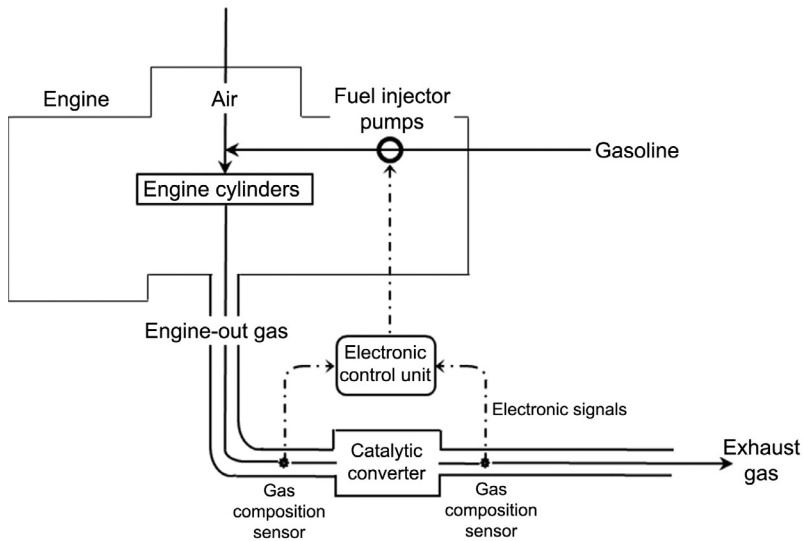 Engine
Air
Fuel injector
pumps
Gasoline
Engine cylinders
Engine-out gas
Electronic
control unit
Electronic signals
Catalytic
converter
Exhaust
gas
Gas
composition
sensor
Gas
composition
sensor